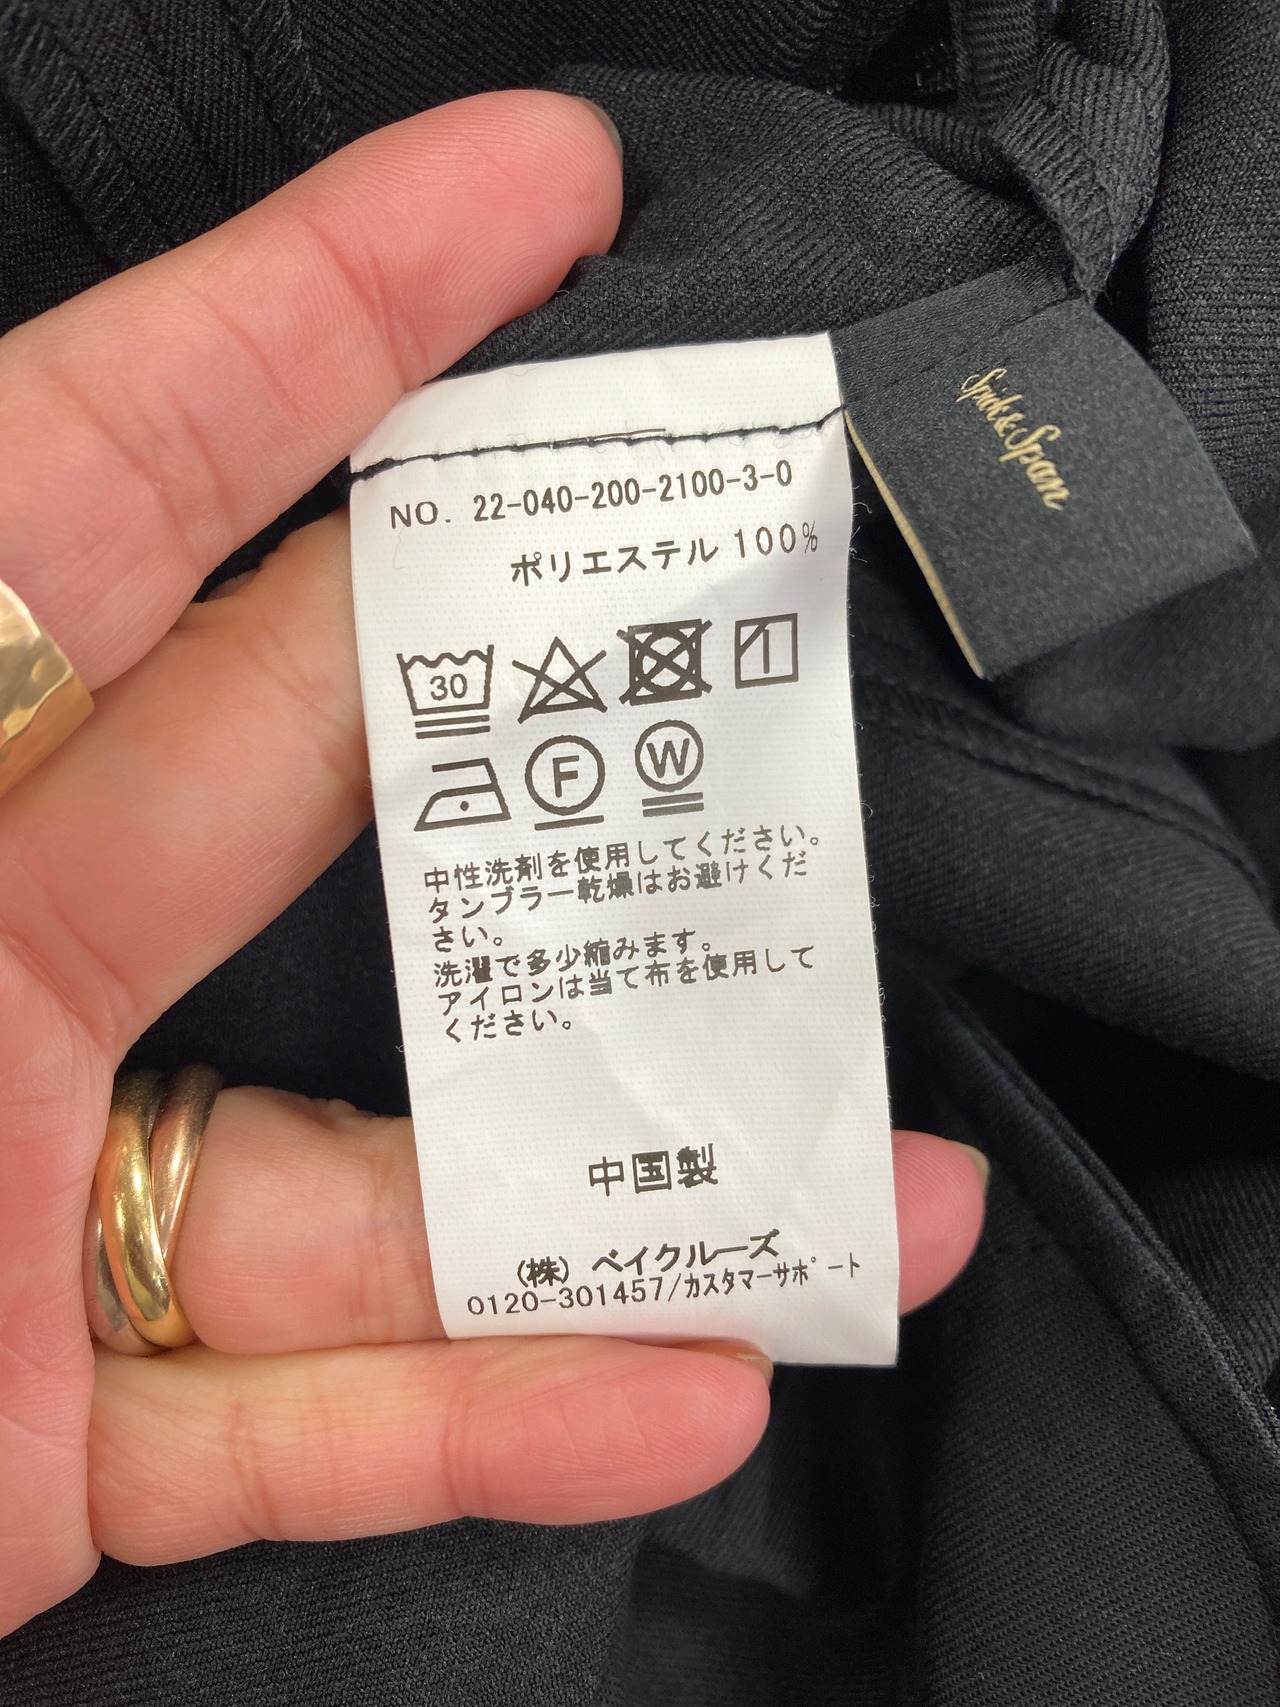 NO. 22-040-200-2100-3-0
ポリエステル 100%
30
F
W
中性洗剤を使用してください。
タンブラー乾燥はお避けくだ
さい。
洗濯で多少縮みます。
アイロンは当て布を使用して
ください。
中国製
(株) ベイクルーズ
0120-301457/カスタマーサポート
Spick & Span